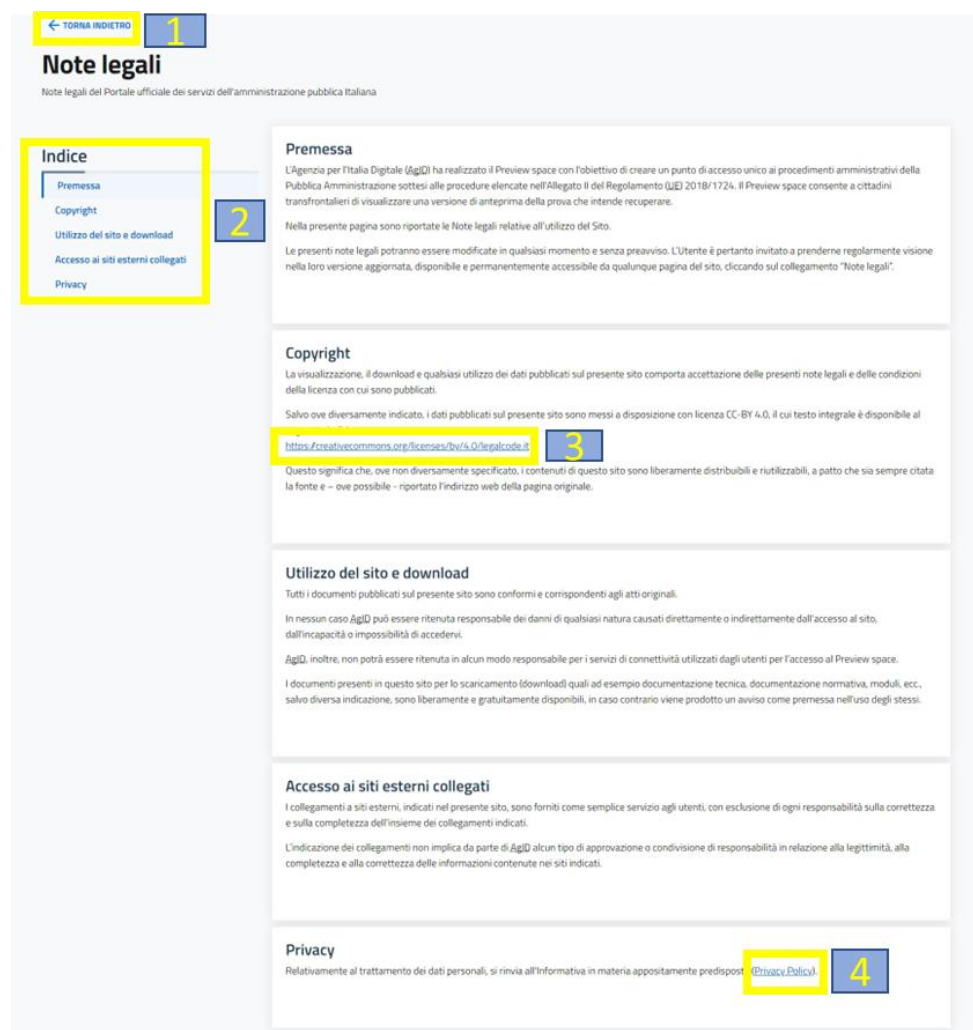 ← TORNA INDIETRO
1
Note legali
Note legali del Portale ufficiale dei servizi dell'amministrazione pubblica Italiana
Indice
Premessa
Copyright
Utilizzo del sito e download
Accesso ai siti esterni collegati
Privacy
2
Premessa
L'Agenzia per l'Italia Digitale (AgID) ha realizzato il Preview space con l'obiettivo di creare un punto di accesso unico ai procedimenti amministrativi della
Pubblica Amministrazione sottesi alle procedure elencate nell'Allegato II del Regolamento (UE) 2018/1724. Il Preview space consente a cittadini
transfrontalieri di visualizzare una versione di anteprima della prova che intende recuperare.
Nella presente pagina sono riportate le Note legali relative all'utilizzo del Sito.
Le presenti note legali potranno essere modificate in qualsiasi momento e senza preavviso. L'Utente è pertanto invitato a prenderne regolarmente visione
nella loro versione aggiornata, disponibile e permanentemente accessibile da qualunque pagina del sito, cliccando sul collegamento "Note legali".
Copyright
La visualizzazione, il download e qualsiasi utilizzo dei dati pubblicati sul presente sito comporta accettazione delle presenti note legali e delle condizioni
della licenza con cui sono pubblicati.
Salvo ove diversamente indicato, i dati pubblicati sul presente sito sono messi a disposizione con licenza CC-BY 4.0, il cui testo integrale è disponibile al
https://creativecommons.org/licenses/by/4.0/legalcode.it
3
Questo significa che, ove non diversamente specificato, i contenuti di questo sito sono liberamente distribuibili e riutilizzabili, a patto che sia sempre citata
la fonte e – ove possibile - riportato l'indirizzo web della pagina originale.
Utilizzo del sito e download
Tutti i documenti pubblicati sul presente sito sono conformi e corrispondenti agli atti originali.
In nessun caso AgID può essere ritenuta responsabile dei danni di qualsiasi natura causati direttamente o indirettamente dall'accesso al sito,
dall'incapacità o impossibilità di accedervi.
AgID, inoltre, non potrà essere ritenuta in alcun modo responsabile per i servizi di connettività utilizzati dagli utenti per l'accesso al Preview space.
I documenti presenti in questo sito per lo scaricamento (download) quali ad esempio documentazione tecnica, documentazione normativa, moduli, ecc.,
salvo diversa indicazione, sono liberamente e gratuitamente disponibili, in caso contrario viene prodotto un avviso come premessa nell'uso degli stessi.
Accesso ai siti esterni collegati
I collegamenti a siti esterni, indicati nel presente sito, sono forniti come semplice servizio agli utenti, con esclusione di ogni responsabilità sulla correttezza
e sulla completezza dell'insieme dei collegamenti indicati.
L'indicazione dei collegamenti non implica da parte di AgID alcun tipo di approvazione o condivisione di responsabilità in relazione alla legittimità, alla
completezza e alla correttezza delle informazioni contenute nei siti indicati.
Privacy
Relativamente al trattamento dei dati personali, si rinvia all'Informativa in materia appositamente predispost (Privacy Policy).
4